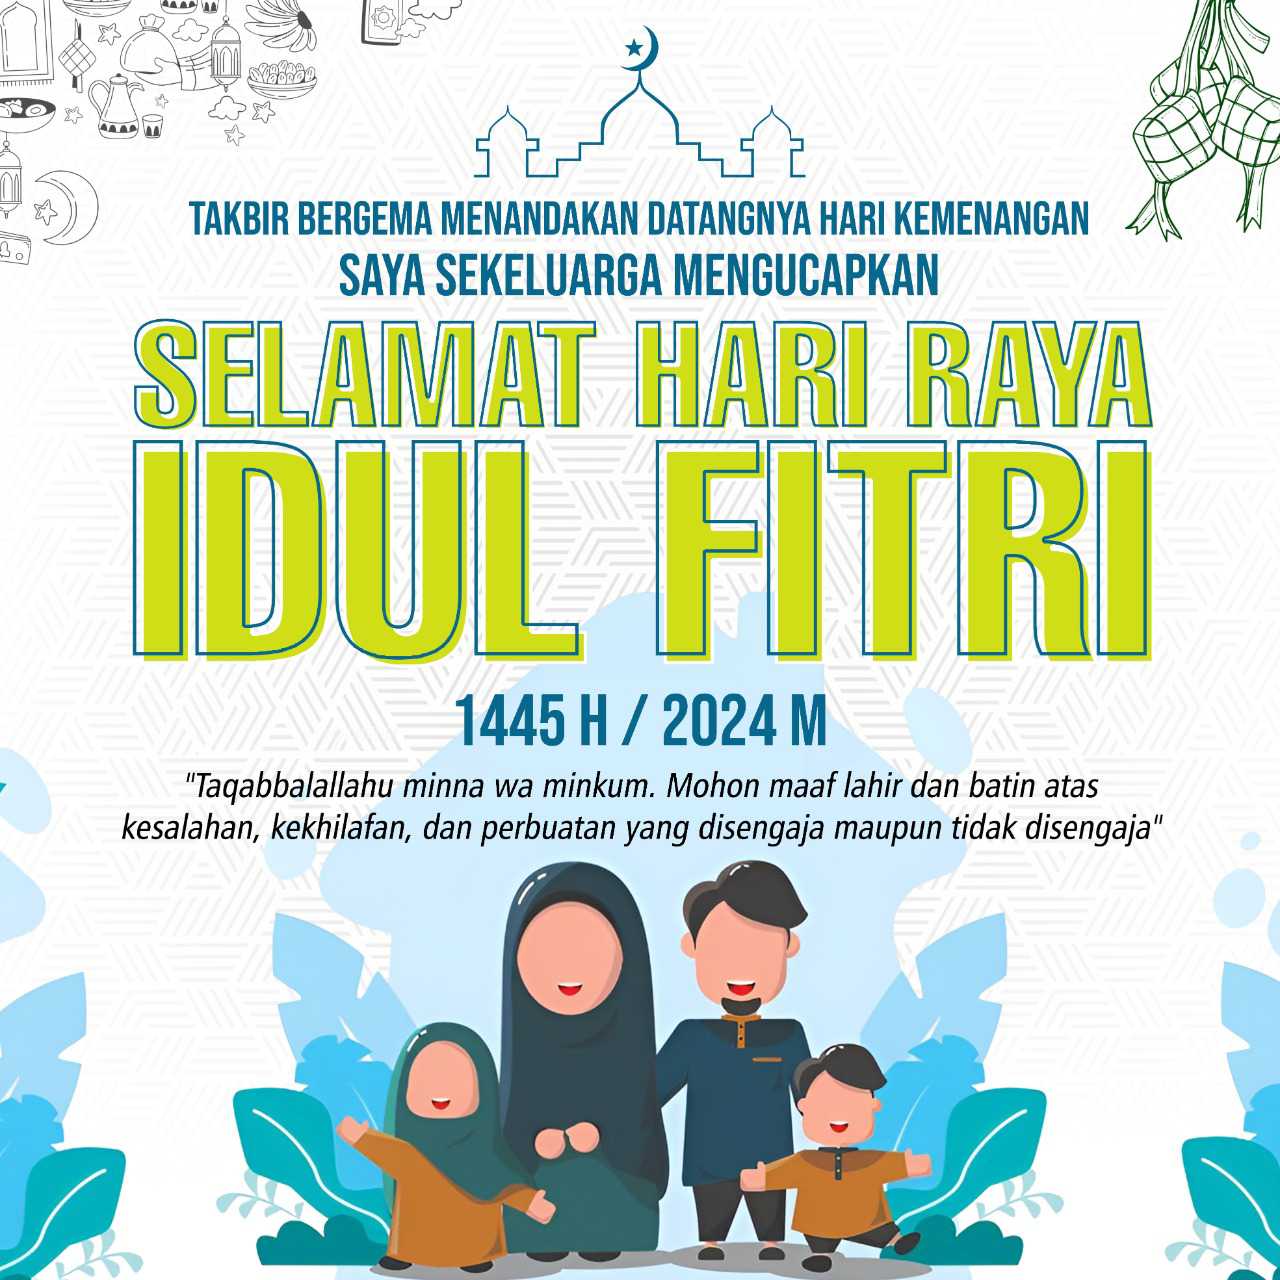 TAKBIR BERGEMA MENANDAKAN DATANGNYA HARI KEMENANGAN
SAYA SEKELUARGA MENGUCAPKAN
SELAMAT HARI RAYA
IDUL FITRI
1445 H / 2024 M
"Taqabbalallahu minna wa minkum. Mohon maaf lahir dan batin atas
kesalahan, kekhilafan, dan perbuatan yang disengaja maupun tidak disengaja"